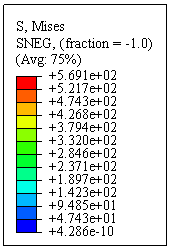 S, Mises
SNEG, (fraction = -1.0)
(Avg: 75%)
+5.691e+02
+5.217e+02
+4.743e+02
+4.268e+02
+3.794e+02
+3.320e+02
+2.846e+02
+2.371e+02
+1.897e+02
+1.423e+02
+9.485e+01
+4.743e+01
+4.286e-10